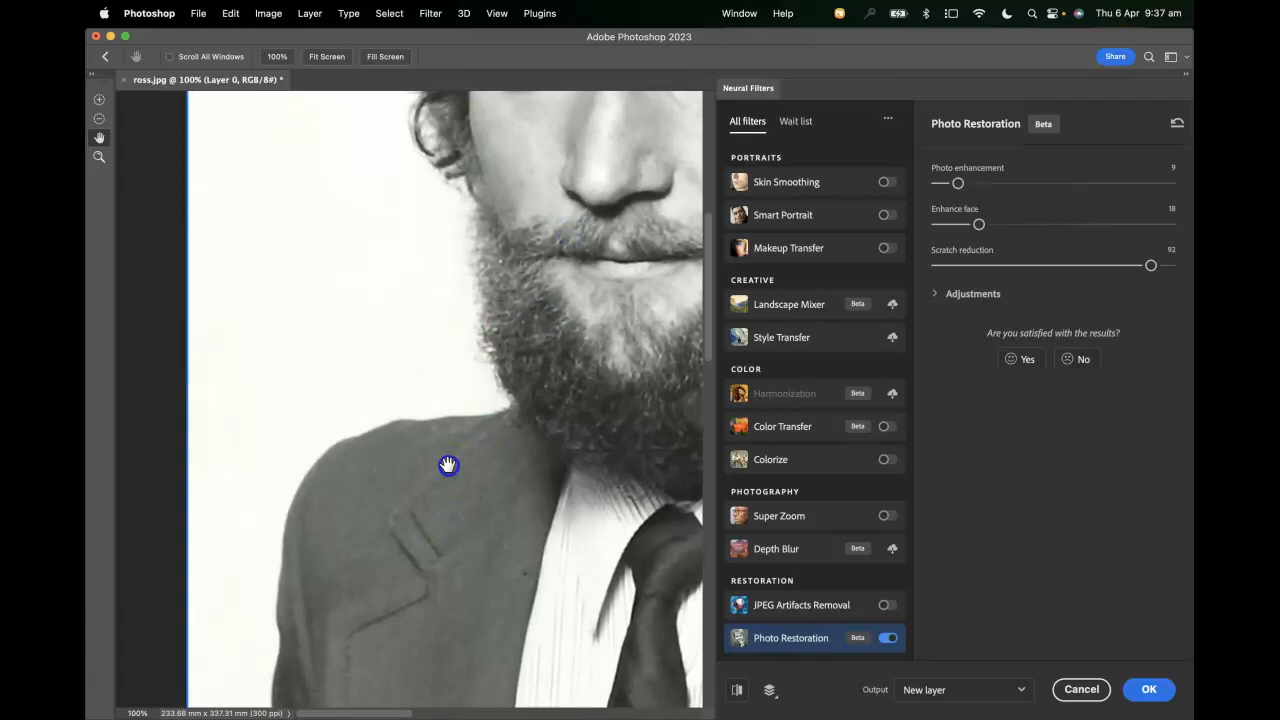 Photoshop File Edit Image Layer Type Select Filter 3D View Plugins Window Help Thu 6 Apr 9:37 am
Adobe Photoshop 2023
Scroll All Windows 100% Fit Screen Fill Screen Share
ross.jpg @ 100% (Layer 0, RGB/8#) *
Neural Filters
All filters Wait list
Photo Restoration Beta
PORTRAITS
Photo enhancement 9
Skin Smoothing
Enhance face 18
Smart Portrait
Makeup Transfer
Scratch reduction 92
CREATIVE
Adjustments
Landscape Mixer Beta
Are you satisfied with the results?
Style Transfer
Yes No
COLOR
Harmonization Beta
Color Transfer Beta
Colorize
PHOTOGRAPHY
Super Zoom
Depth Blur Beta
RESTORATION
JPEG Artifacts Removal
Photo Restoration Beta
Output New layer Cancel OK
100% 233.68 mm x 337.31 mm (300 ppi)